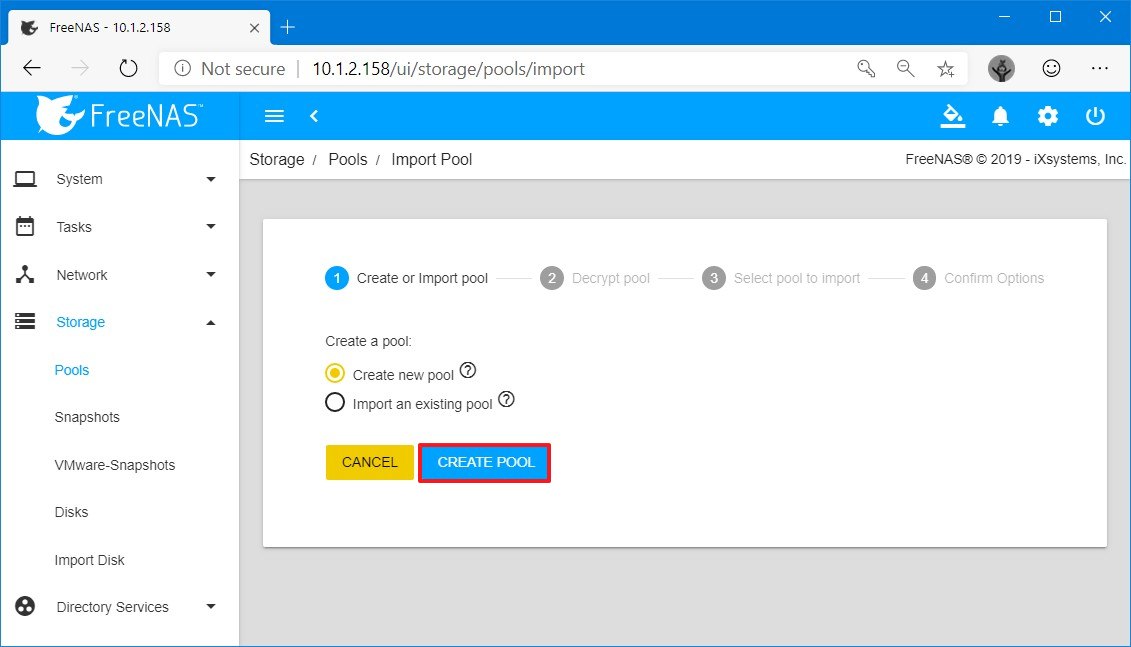 FreeNAS - 10.1.2.158
Not secure | 10.1.2.158/ui/storage/pools/import
FreeNAS™
Storage / Pools / Import Pool
FreeNAS® © 2019 - iXsystems, Inc.
System
Tasks
Network
Storage
Pools
Snapshots
VMware-Snapshots
Disks
Import Disk
Directory Services
1 Create or Import pool 2 Decrypt pool 3 Select pool to import 4 Confirm Options
Create a pool:
Create new pool ?
Import an existing pool ?
CANCEL CREATE POOL